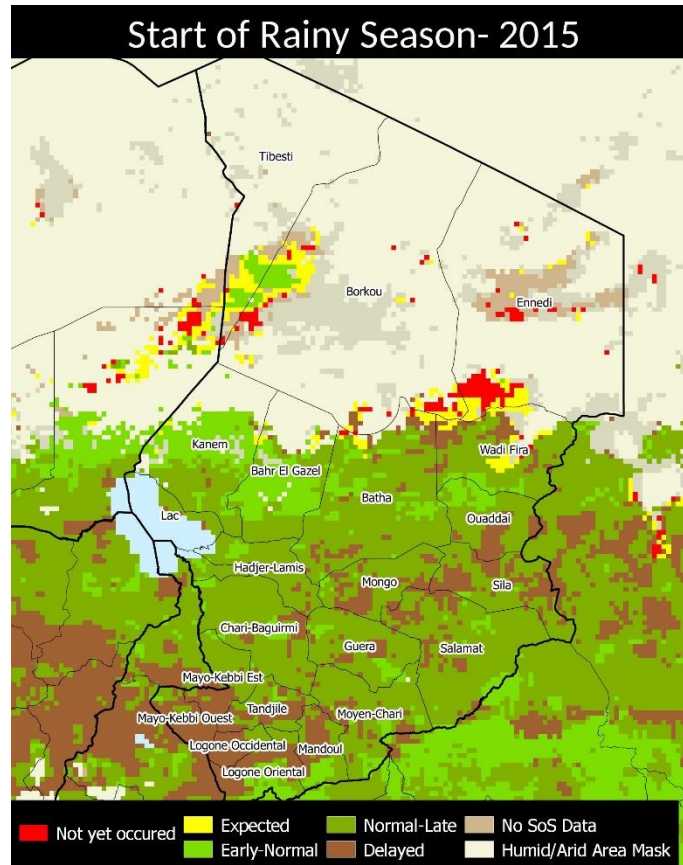 Start of Rainy Season- 2015
Tibesti
Borkou
Ennedi
Kanem
Wadi Fira
Bahr El Gazel
Batha
Lac
Ouaddai
Hadjer-Lamis
Mongo
Sila
Chari-Baguirmi
Guera
Salamat
Mayo-Kebbi Est
Tandjile
Mayo-Kebbi Ouest
Moyen-Chari
Logone Occidental
Mandoul
Logone Oriental
Not yet occured
Expected
Normal-Late
No SoS Data
Early-Normal
Delayed
Humid/Arid Area Mask